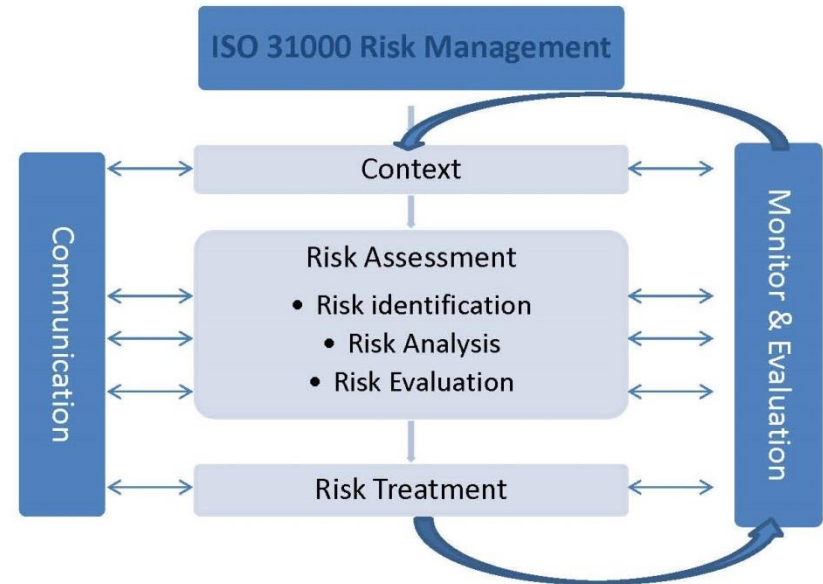 ISO 31000 Risk Management
Context
Communication
Risk Assessment
• Risk identification
• Risk Analysis
• Risk Evaluation
Monitor & Evaluation
Risk Treatment